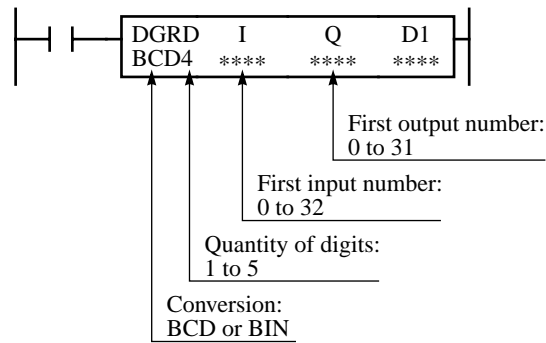 DGRD I Q D1
BCD4 **** **** ****
First output number:
0 to 31
First input number:
0 to 32
Quantity of digits:
1 to 5
Conversion:
BCD or BIN